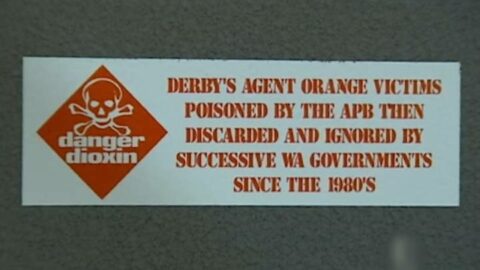 danger
dioxin
DERBY'S AGENT ORANGE VICTIMS
POISONED BY THE APB THEN
DISCARDED AND IGNORED BY
SUCCESSIVE WA GOVERNMENTS
SINCE THE 1980'S